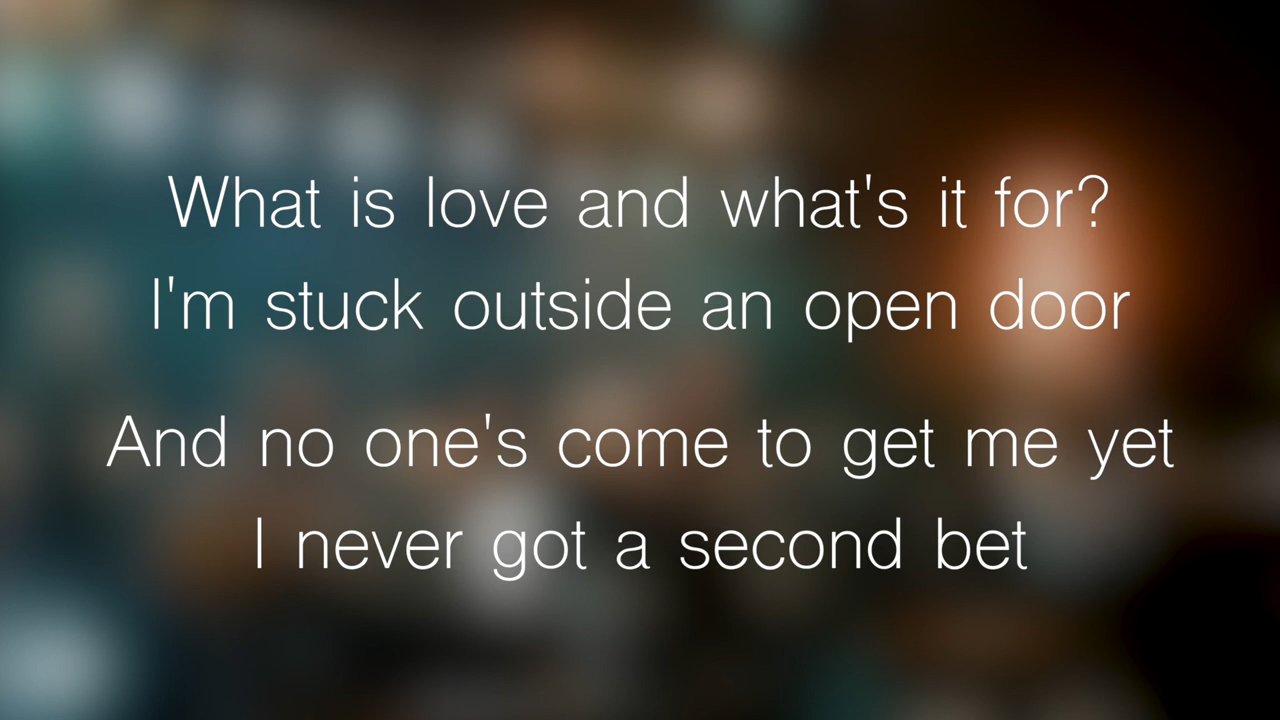 What is love and what's it for?
I'm stuck outside an open door
And no one's come to get me yet
I never got a second bet